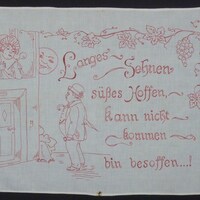 Langes Sehnen
süßes Hoffen,
kann nicht
kommen
bin besoffen...!